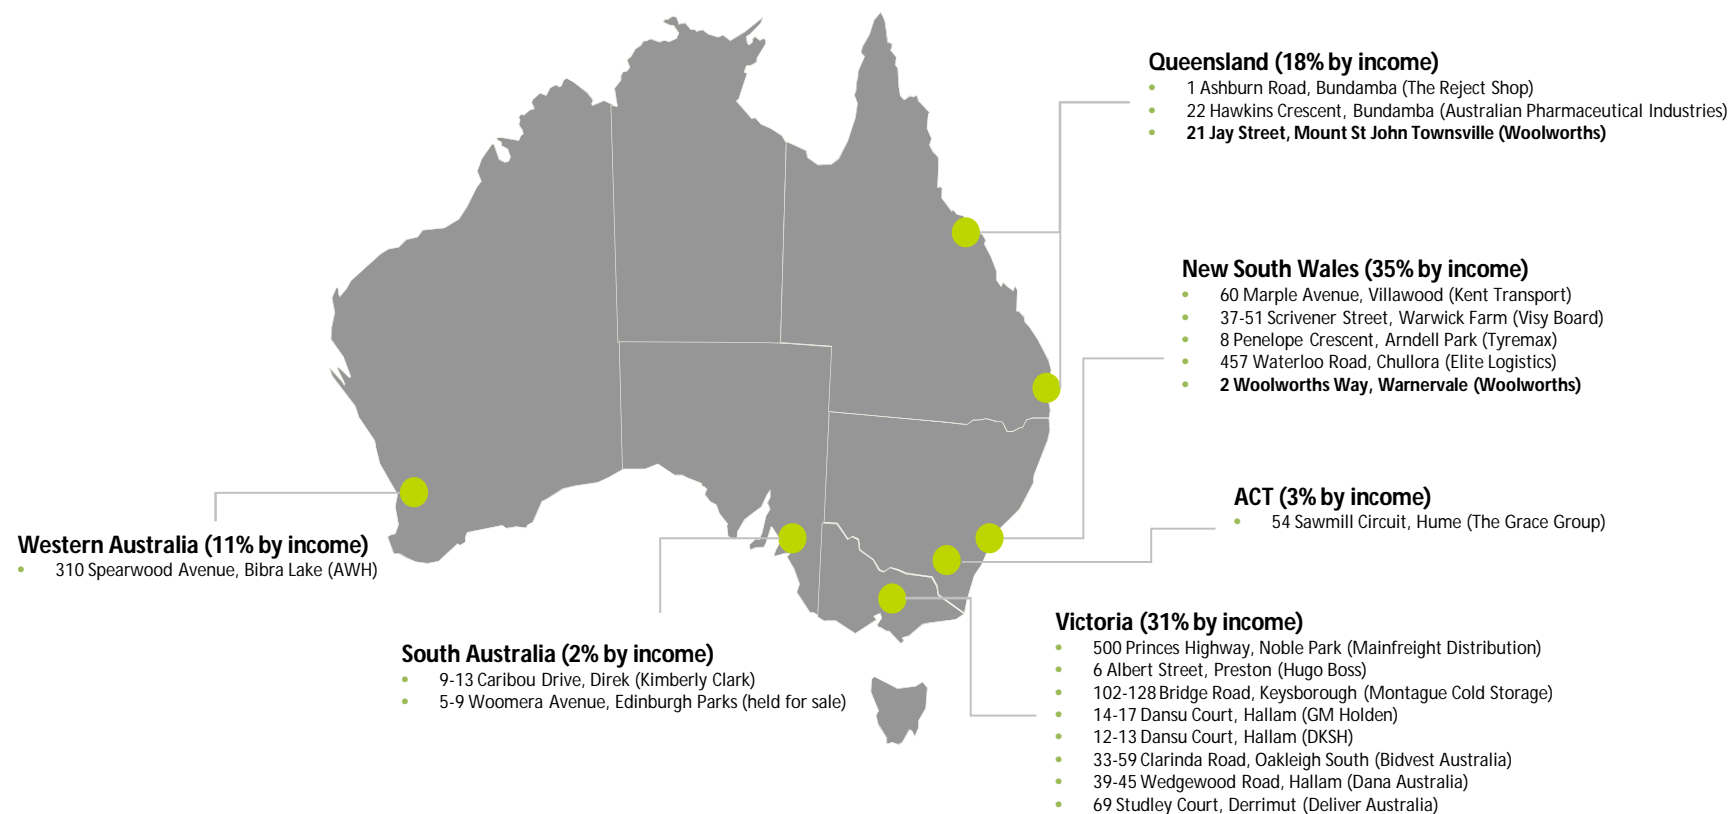 Queensland (18% by income)
• 1 Ashburn Road, Bundamba (The Reject Shop)
• 22 Hawkins Crescent, Bundamba (Australian Pharmaceutical Industries)
• 21 Jay Street, Mount St John Townsville (Woolworths)
New South Wales (35% by income)
• 60 Marple Avenue, Villawood (Kent Transport)
• 37-51 Scrivener Street, Warwick Farm (Visy Board)
• 8 Penelope Crescent, Arndell Park (Tyremax)
• 457 Waterloo Road, Chullora (Elite Logistics)
• 2 Woolworths Way, Warnervale (Woolworths)
ACT (3% by income)
• 54 Sawmill Circuit, Hume (The Grace Group)
Western Australia (11% by income)
• 310 Spearwood Avenue, Bibra Lake (AWH)
South Australia (2% by income)
• 9-13 Caribou Drive, Direk (Kimberly Clark)
• 5-9 Woomera Avenue, Edinburgh Parks (held for sale)
Victoria (31% by income)
• 500 Princes Highway, Noble Park (Mainfreight Distribution)
• 6 Albert Street, Preston (Hugo Boss)
• 102-128 Bridge Road, Keysborough (Montague Cold Storage)
• 14-17 Dansu Court, Hallam (GM Holden)
• 12-13 Dansu Court, Hallam (DKSH)
• 33-59 Clarinda Road, Oakleigh South (Bidvest Australia)
• 39-45 Wedgewood Road, Hallam (Dana Australia)
• 69 Studley Court, Derrimut (Deliver Australia)